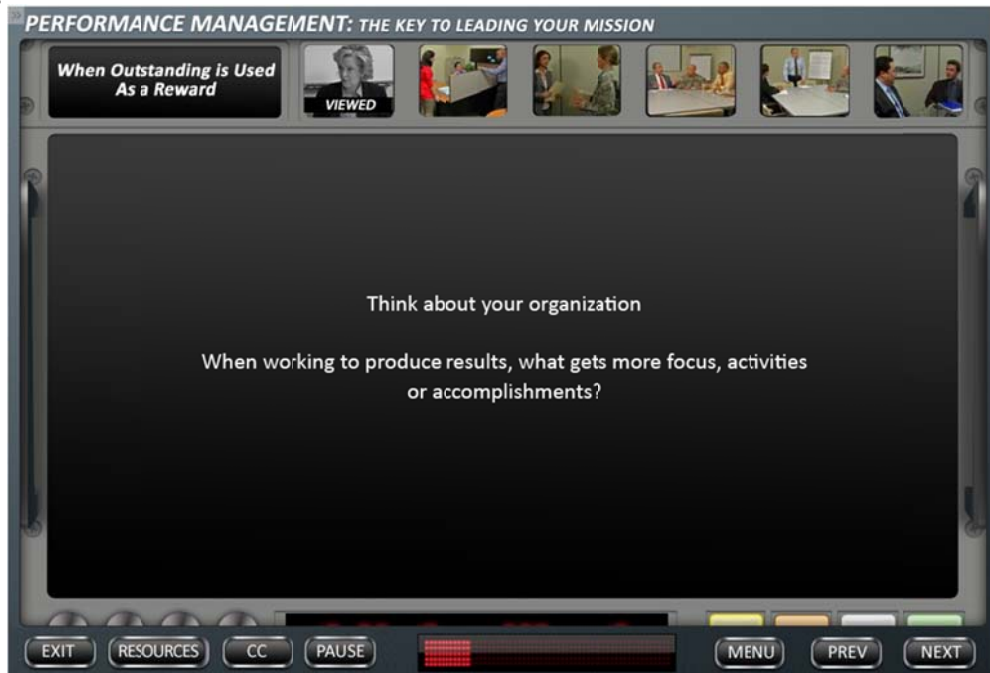 PERFORMANCE MANAGEMENT: THE KEY TO LEADING YOUR MISSION
When Outstanding is Used
As a Reward
VIEWED
Think about your organization
When working to produce results, what gets more focus, activities
or accomplishments?
EXIT RESOURCES CC PAUSE MENU PREV NEXT